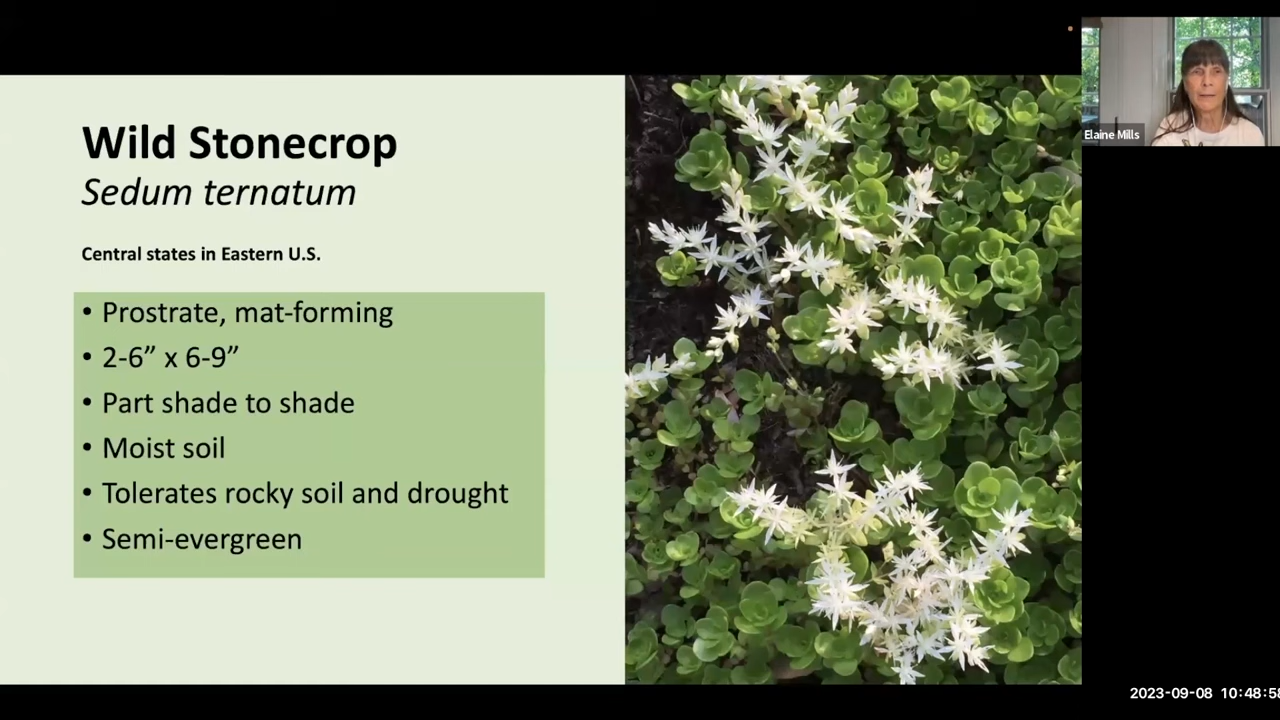 Wild Stonecrop
Sedum ternatum
Central states in Eastern U.S.
• Prostrate, mat-forming
• 2-6” x 6-9”
• Part shade to shade
• Moist soil
• Tolerates rocky soil and drought
• Semi-evergreen
Elaine Mills
2023-09-08 10:48:58